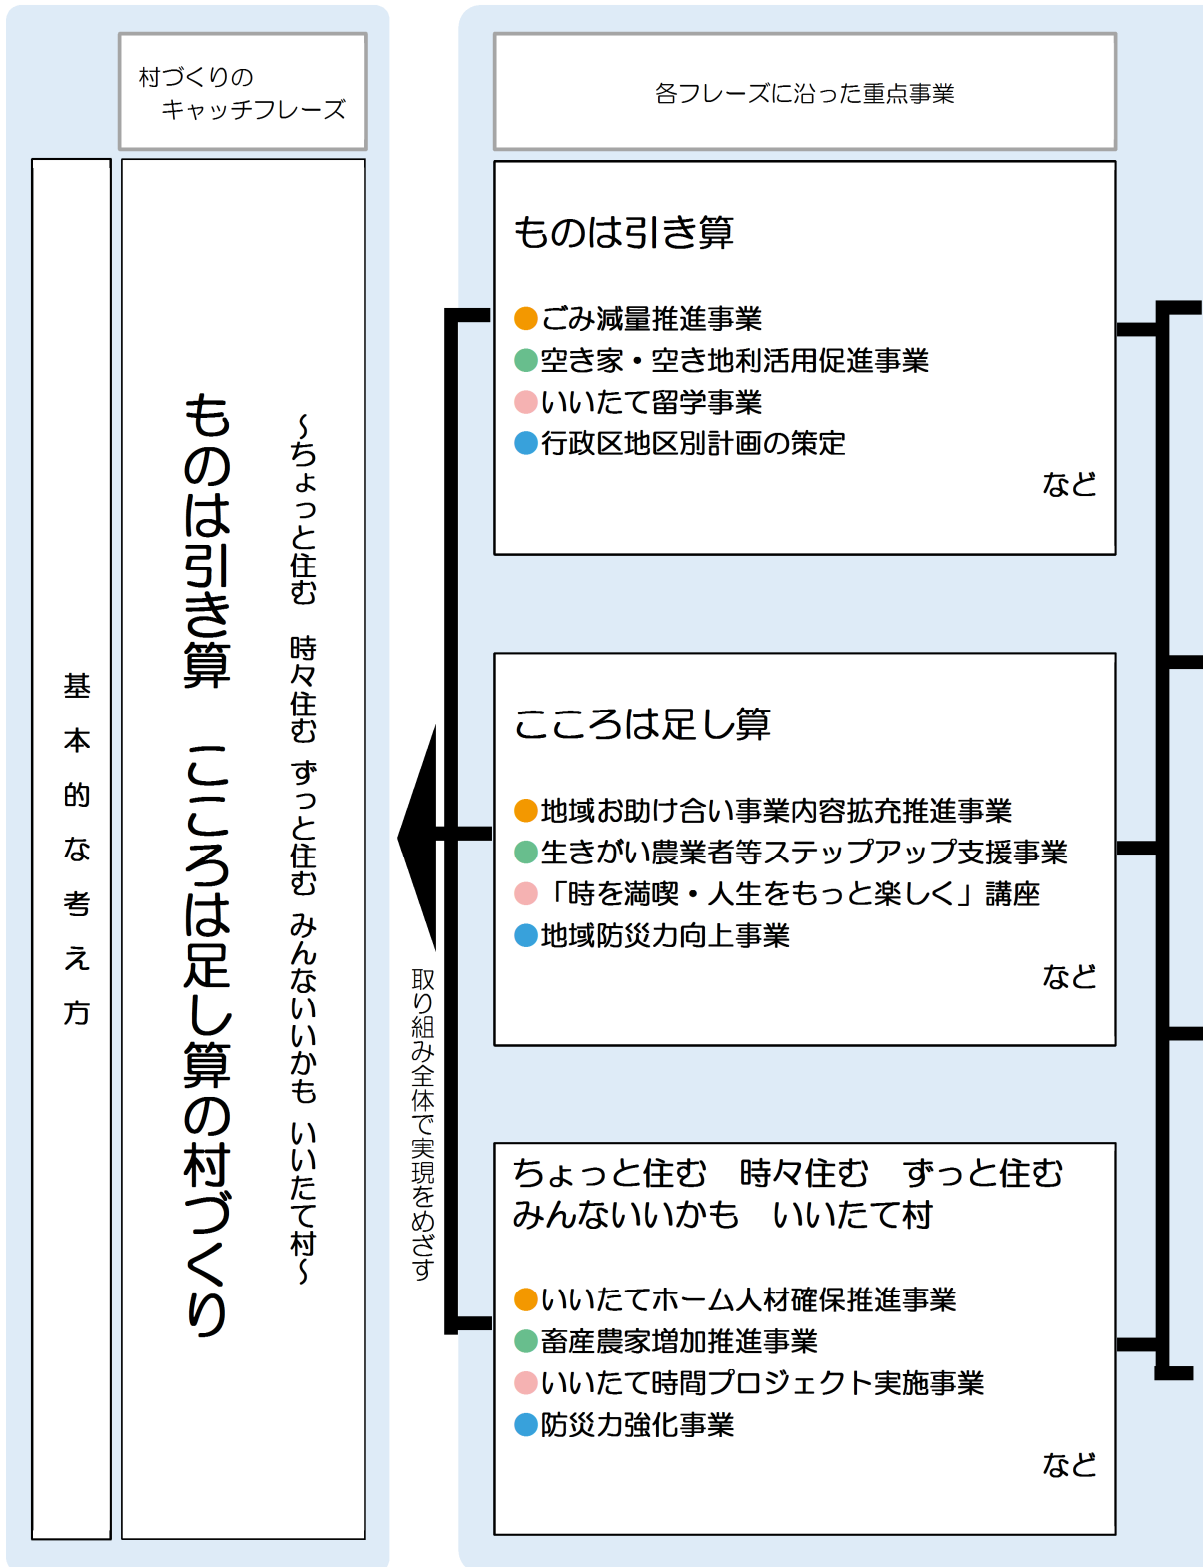 村づくりの
キャッチフレーズ
基本的な考え方
ものは引き算　こころは足し算の村づくり
～ちょっと住む　時々住む ずっと住む みんないいかも いいたて村～
取り組み全体で実現をめざす
各フレーズに沿った重点事業
ものは引き算
●ごみ減量推進事業
●空き家・空き地利活用促進事業
●いいたて留学事業
●行政区地区別計画の策定
など
こころは足し算
●地域お助け合い事業内容拡充推進事業
●生きがい農業者等ステップアップ支援事業
●「時を満喫・人生をもっと楽しく」講座
●地域防災力向上事業
など
ちょっと住む　時々住む　ずっと住む
みんないいかも　いいたて村
●いいたてホーム人材確保推進事業
●畜産農家増加推進事業
●いいたて時間プロジェクト実施事業
●防災力強化事業
など